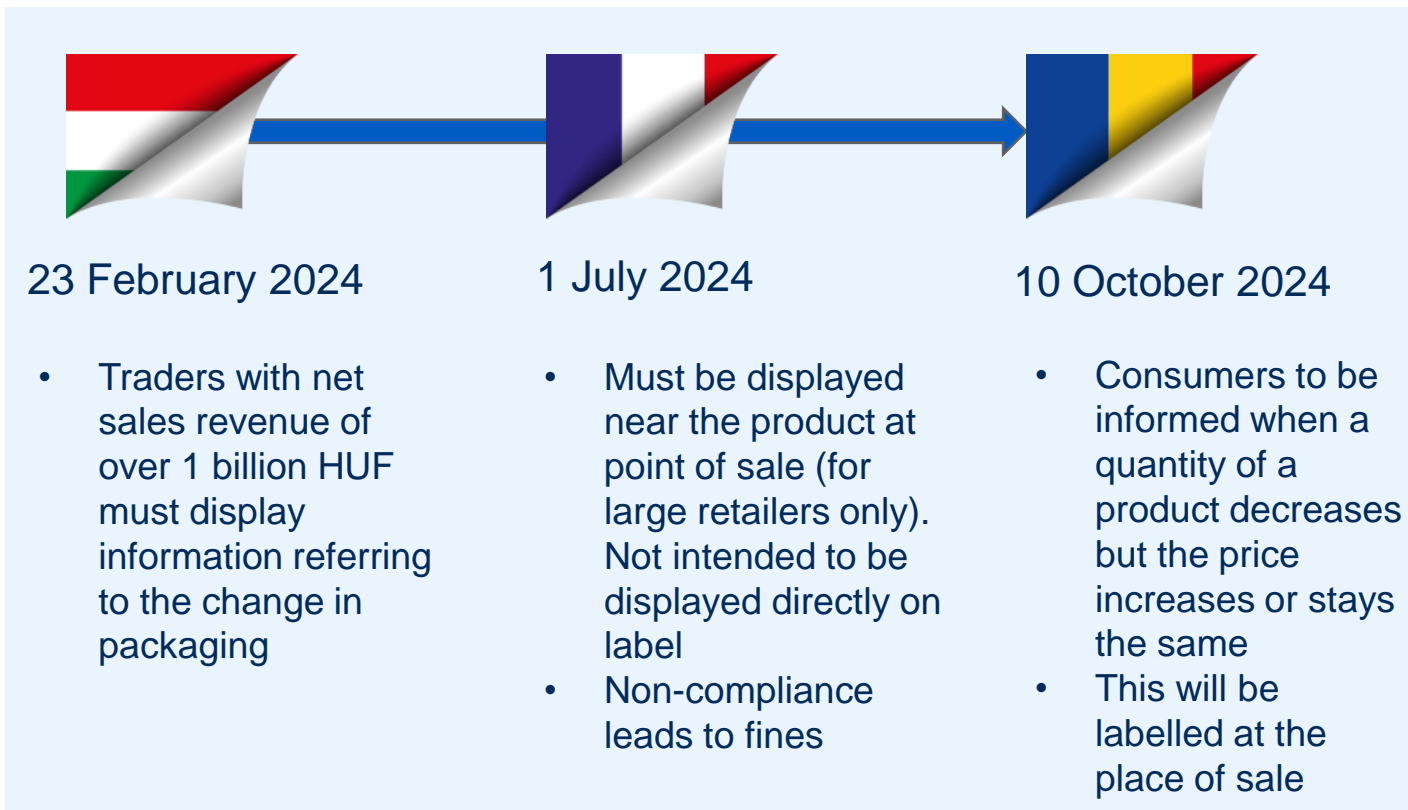 23 February 2024
• Traders with net
sales revenue of
over 1 billion HUF
must display
information referring
to the change in
packaging
1 July 2024
• Must be displayed
near the product at
point of sale (for
large retailers only).
Not intended to be
displayed directly on
label
• Non-compliance
leads to fines
10 October 2024
• Consumers to be
informed when a
quantity of a
product decreases
but the price
increases or stays
the same
• This will be
labelled at the
place of sale